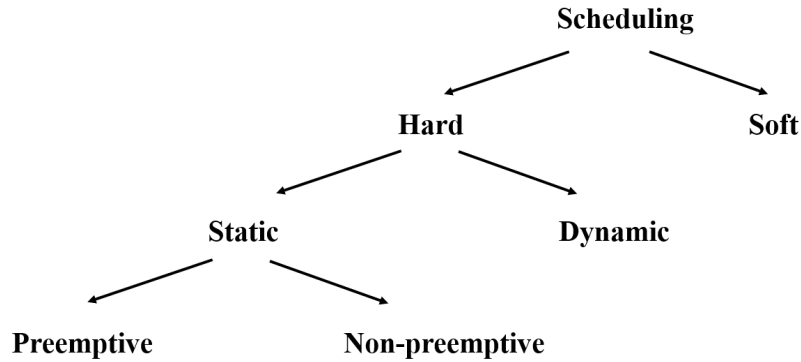 Scheduling
Hard
Soft
Static
Dynamic
Preemptive
Non-preemptive